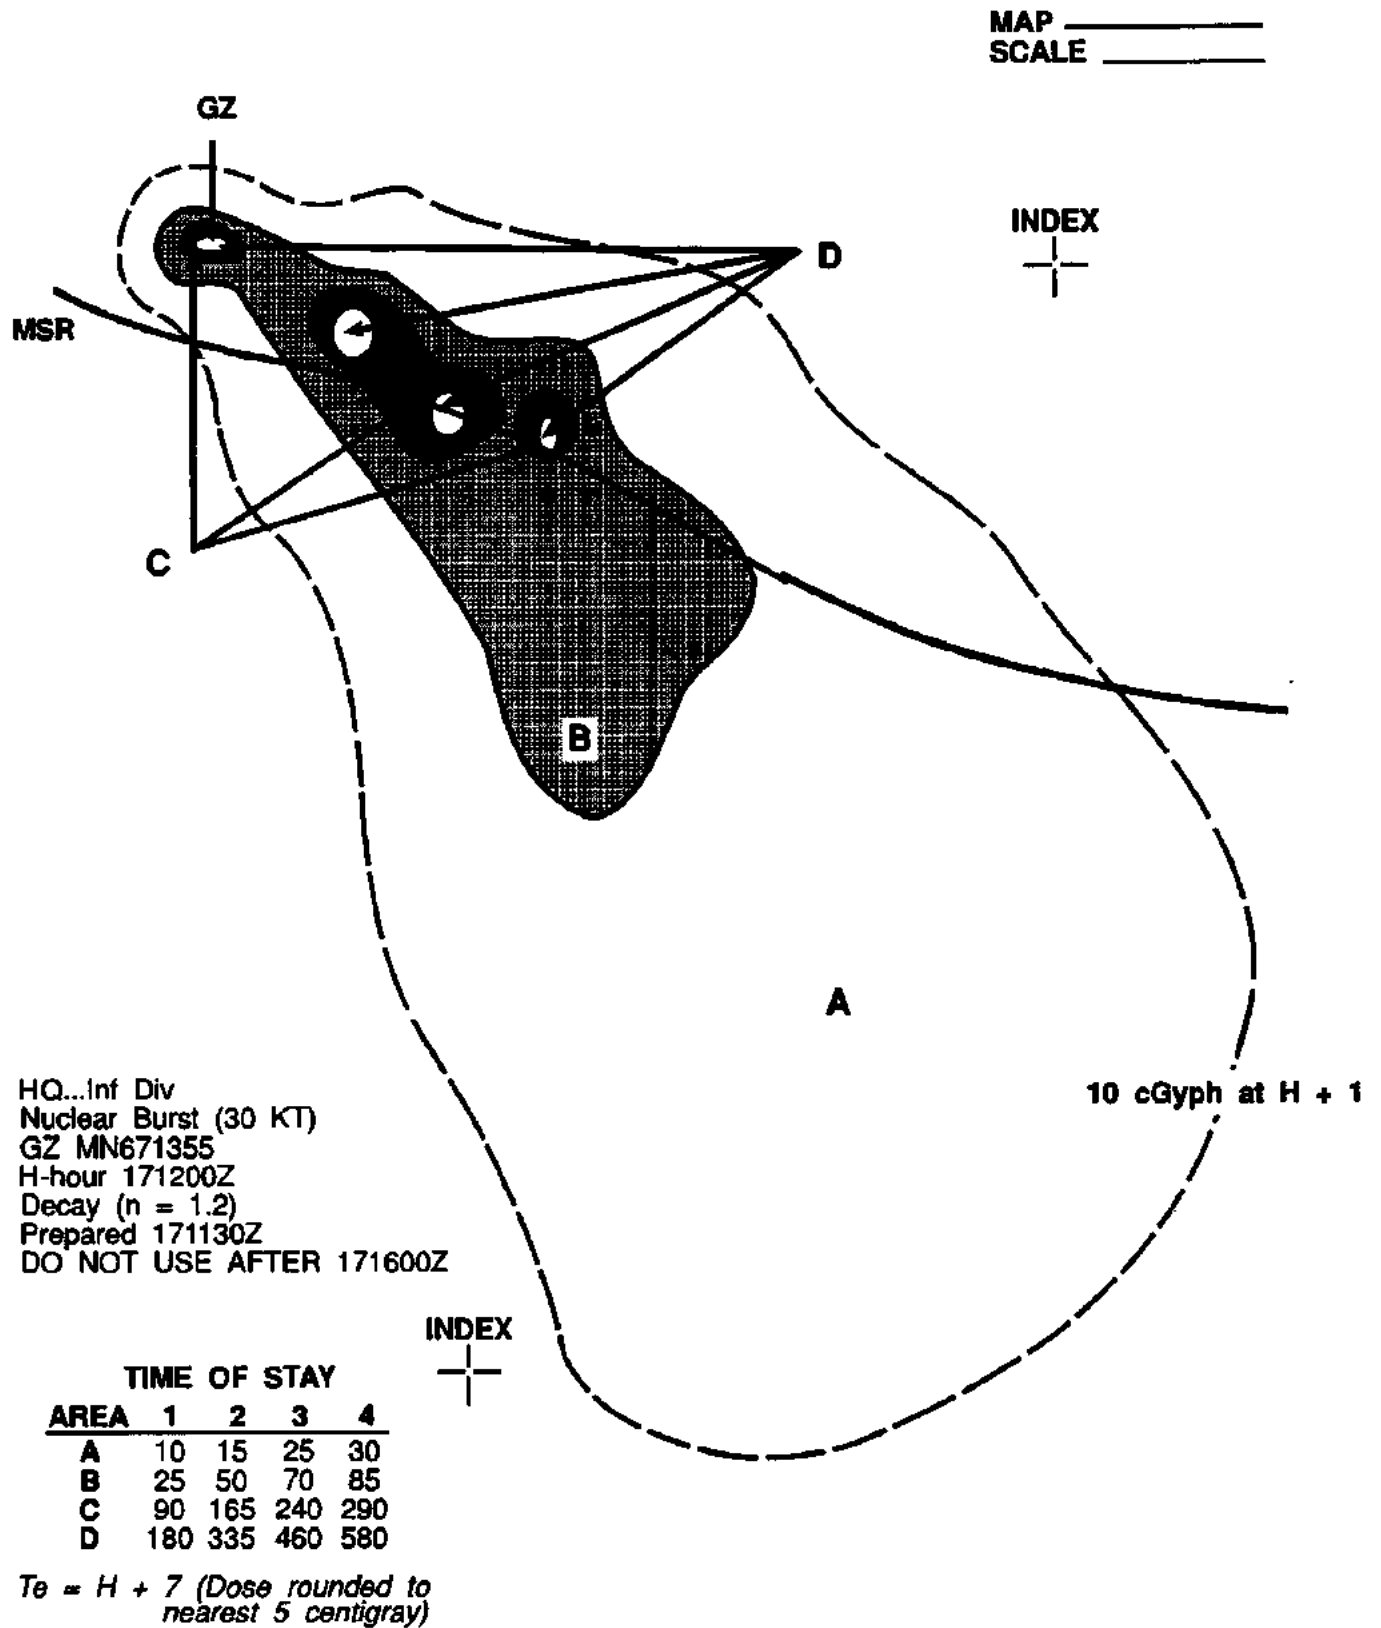 MAP
SCALE
GZ
INDEX
D
MSR
C
B
A
10 cGyph at H + 1
HQ...Inf Div
Nuclear Burst (30 KT)
GZ MN671355
H-hour 171200Z
Decay (n = 1.2)
Prepared 171130Z
DO NOT USE AFTER 171600Z
INDEX
TIME OF STAY
AREA 1 2 3 4
A 10 15 25 30
B 25 50 70 85
C 90 165 240 290
D 180 335 460 580
Te = H + 7 (Dose rounded to
nearest 5 centigray)